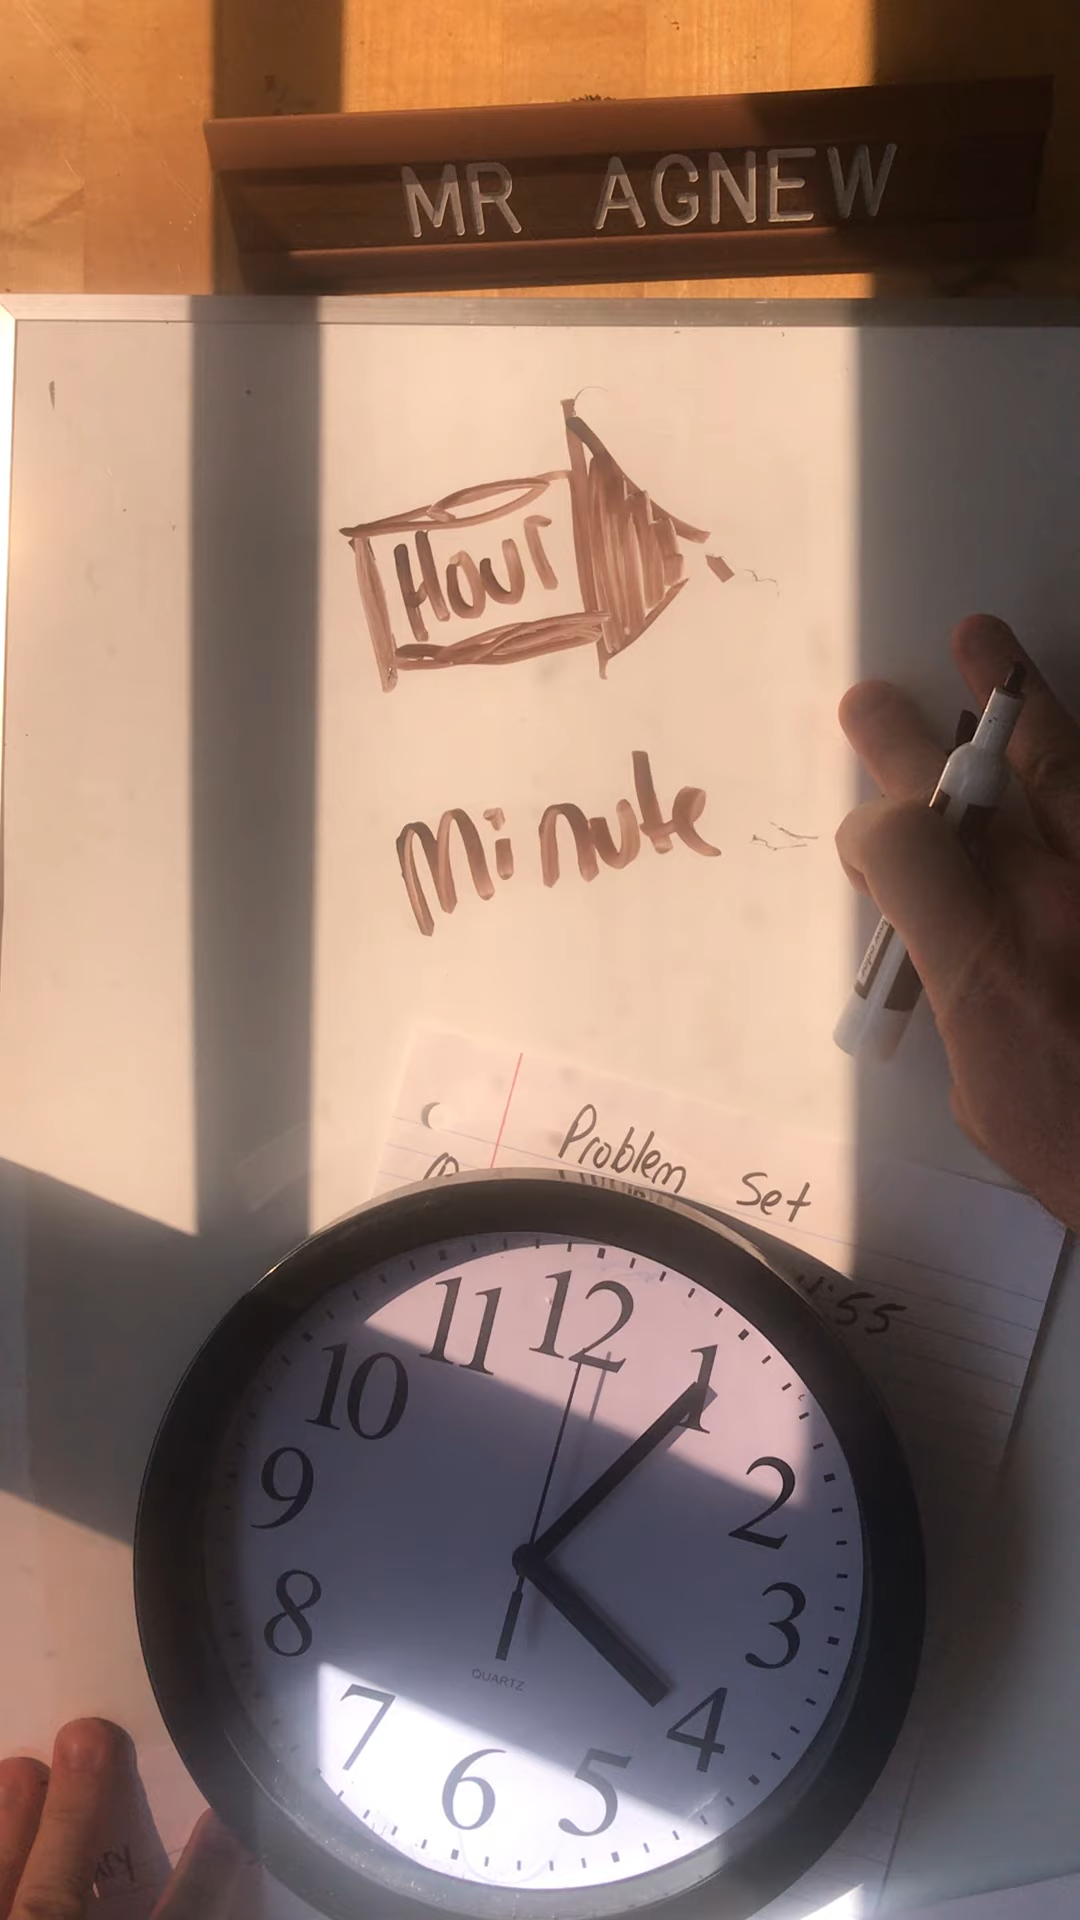 MR AGNEW
Hour
Minute
Problem Set
:55
11 12 1
10 2
9 3
8 4
7 6 5
QUARTZ